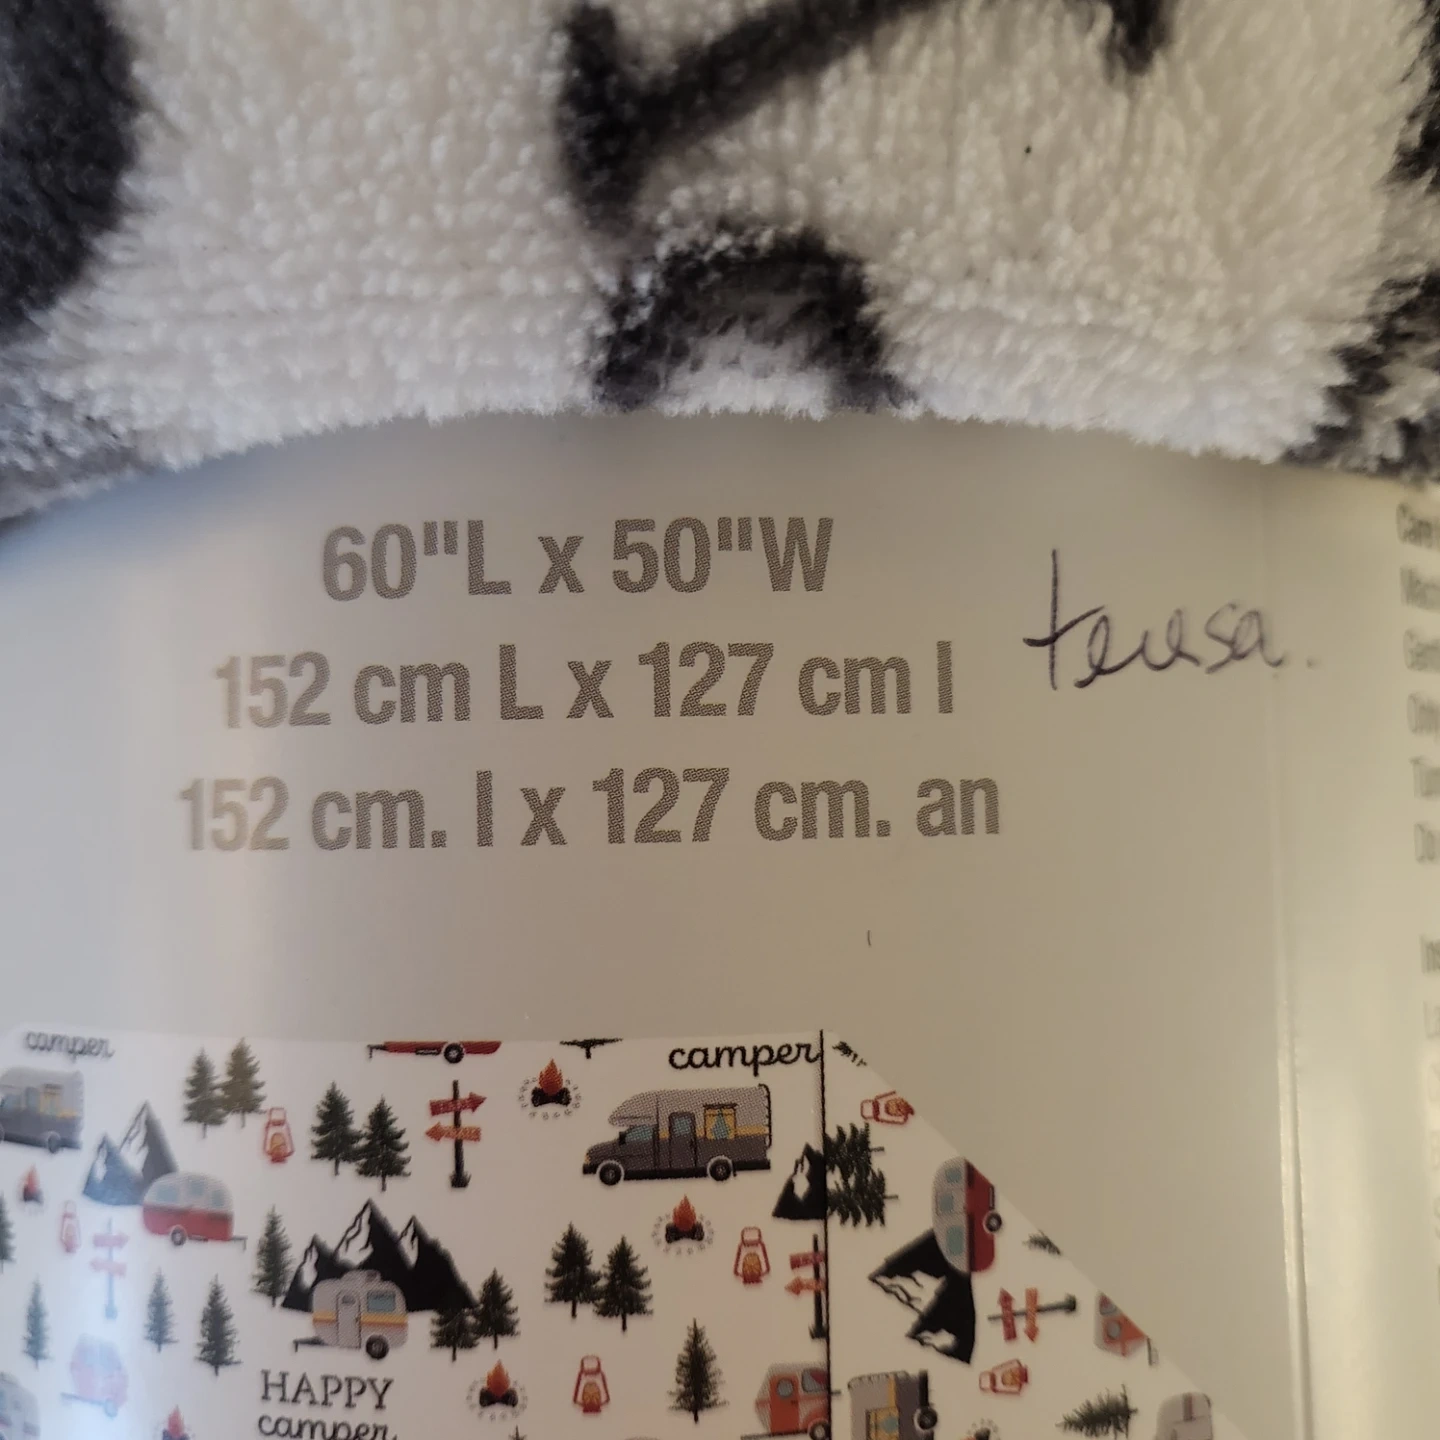 60"L x 50"W
152 cm L x 127 cm l
152 cm. l x 127 cm. an
teresa.
camper
camper
HAPPY
camper